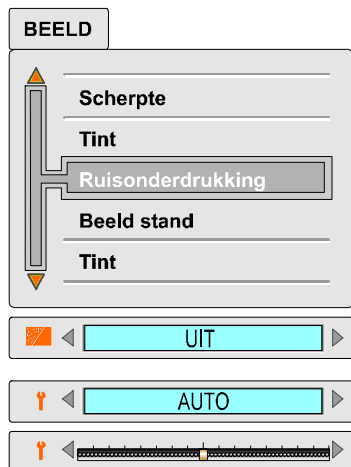 BEELD
Scherpte
Tint
Ruisonderdrukking
Beeld stand
Tint
UIT
AUTO